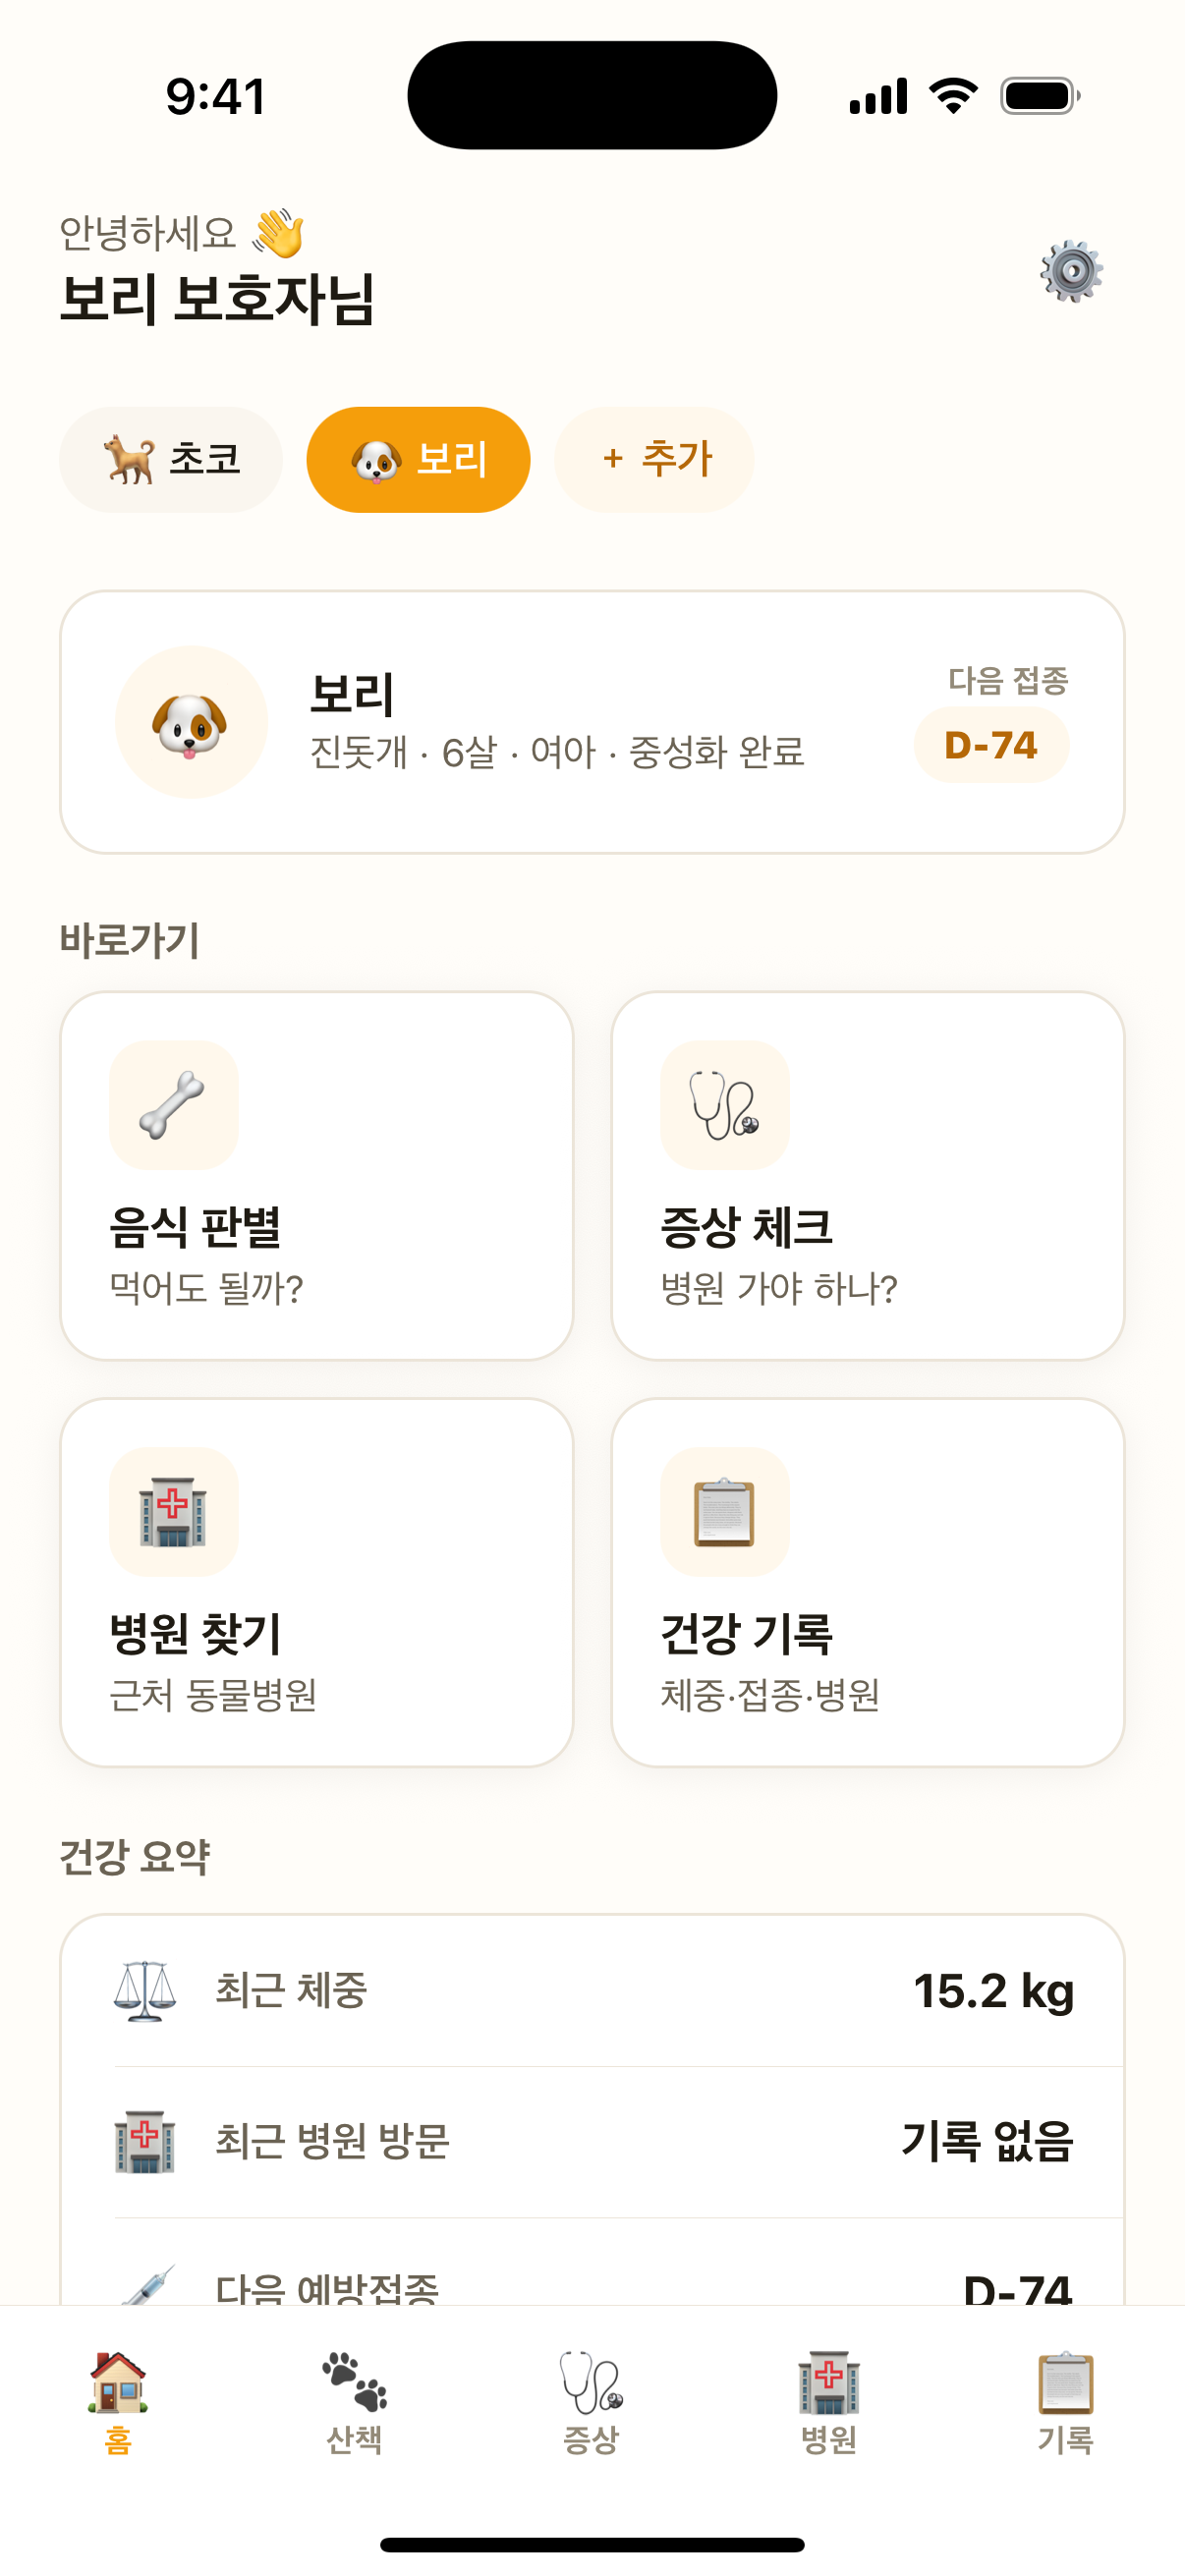 9:41
안녕하세요 👋
보리 보호자님
초코
보리
+ 추가
보리
진돗개 · 6살 · 여아 · 중성화 완료
다음 접종
D-74
바로가기
음식 판별
먹어도 될까?
증상 체크
병원 가야 하나?
병원 찾기
근처 동물병원
건강 기록
체중·접종·병원
건강 요약
최근 체중
15.2 kg
최근 병원 방문
기록 없음
다음 예방접종
D-74
홈
산책
증상
병원
기록